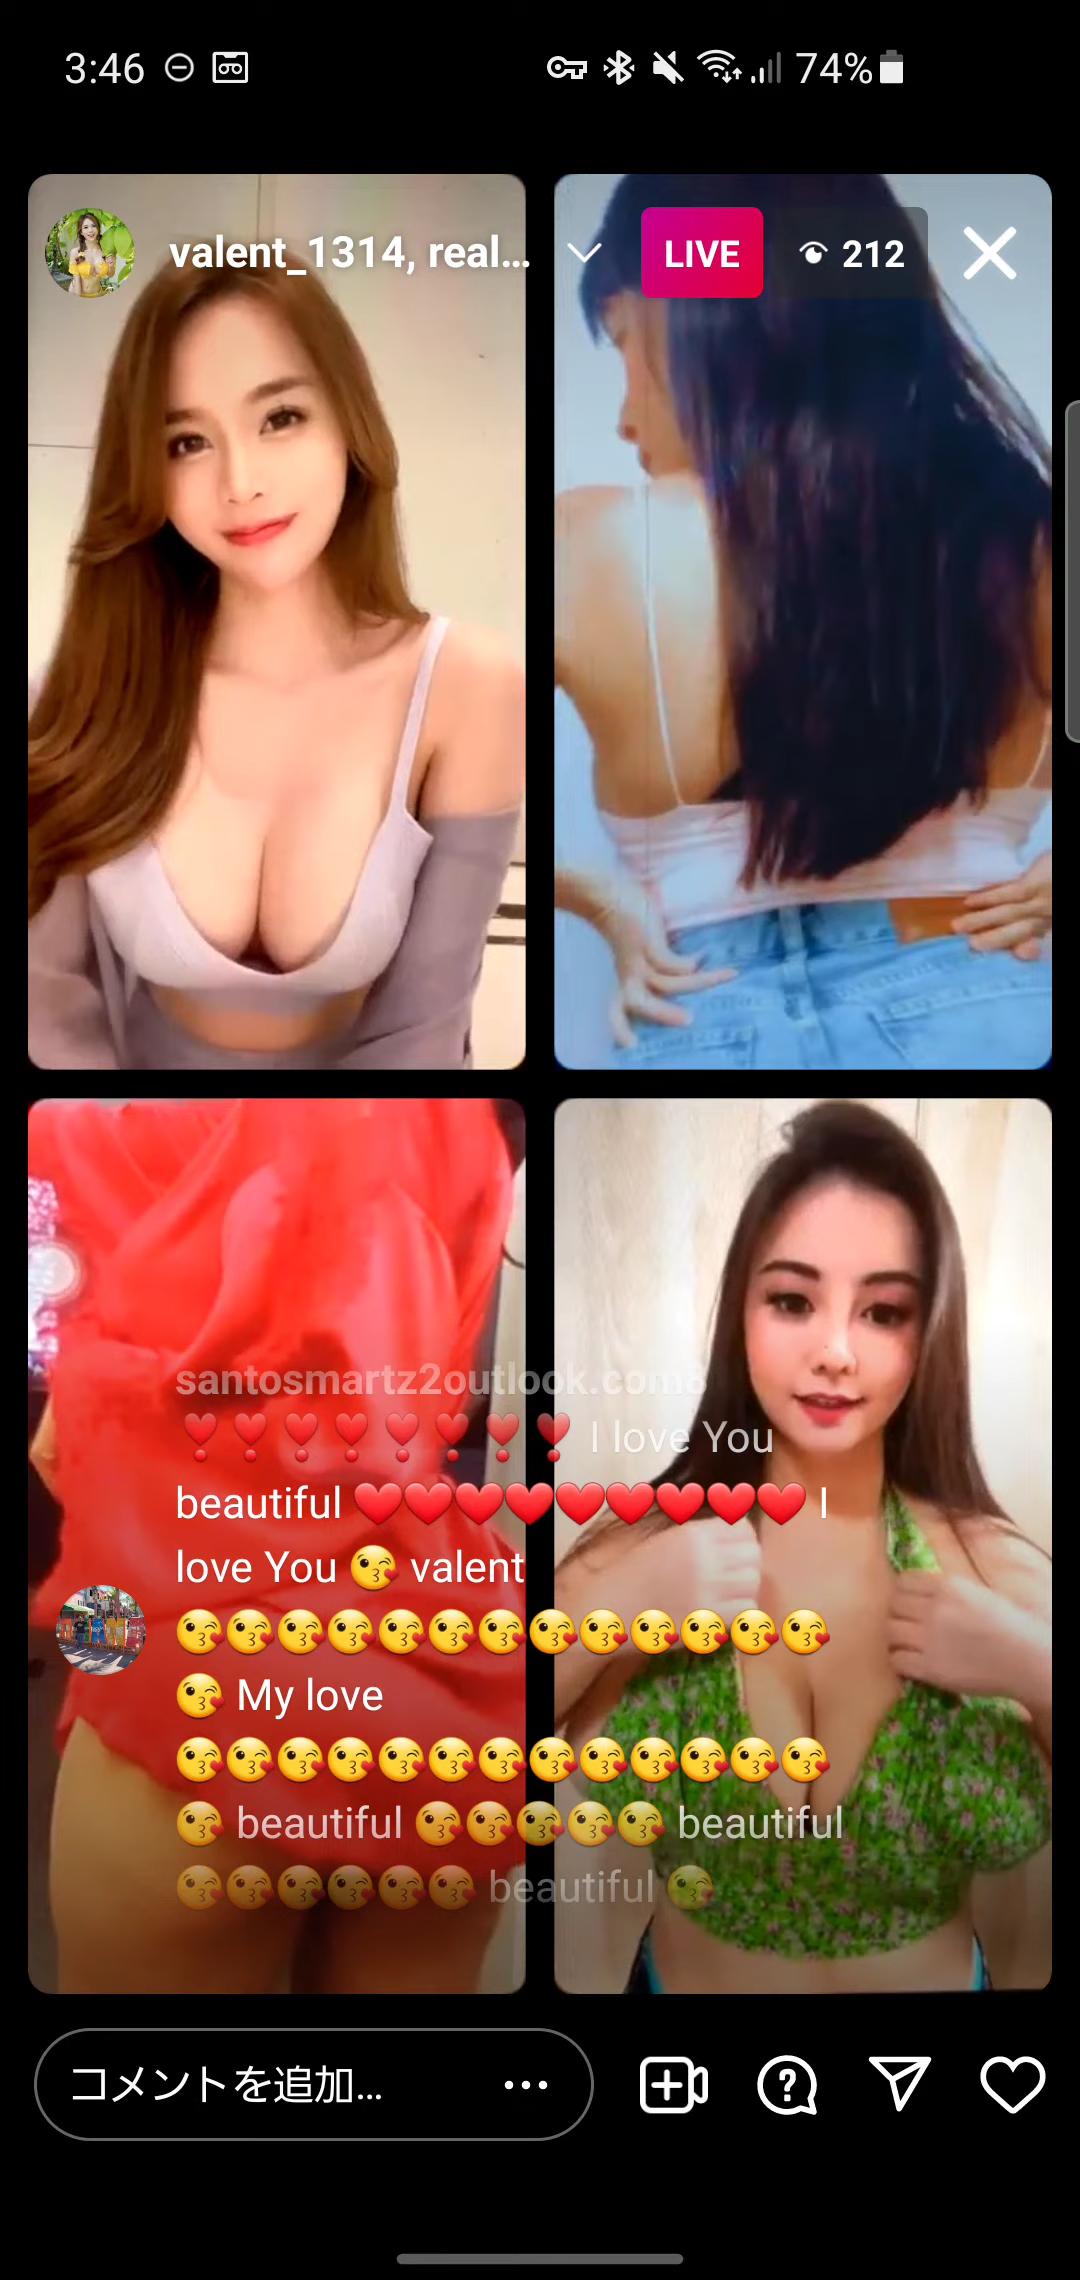 3:46
74%
valent_1314, real...
LIVE
212
santosmartz2outlook.com8
❣❣❣❣❣❣❣❣ I love You
beautiful ❤❤❤❤❤❤❤❤❤ I
love You 😘 valent
😘😘😘😘😘😘😘😘😘😘😘😘😘
😘 My love
😘😘😘😘😘😘😘😘😘😘😘😘😘
😘 beautiful 😘😘😘😘😘 beautiful
😘😘😘😘😘😘 beautiful 😘
コメントを追加...